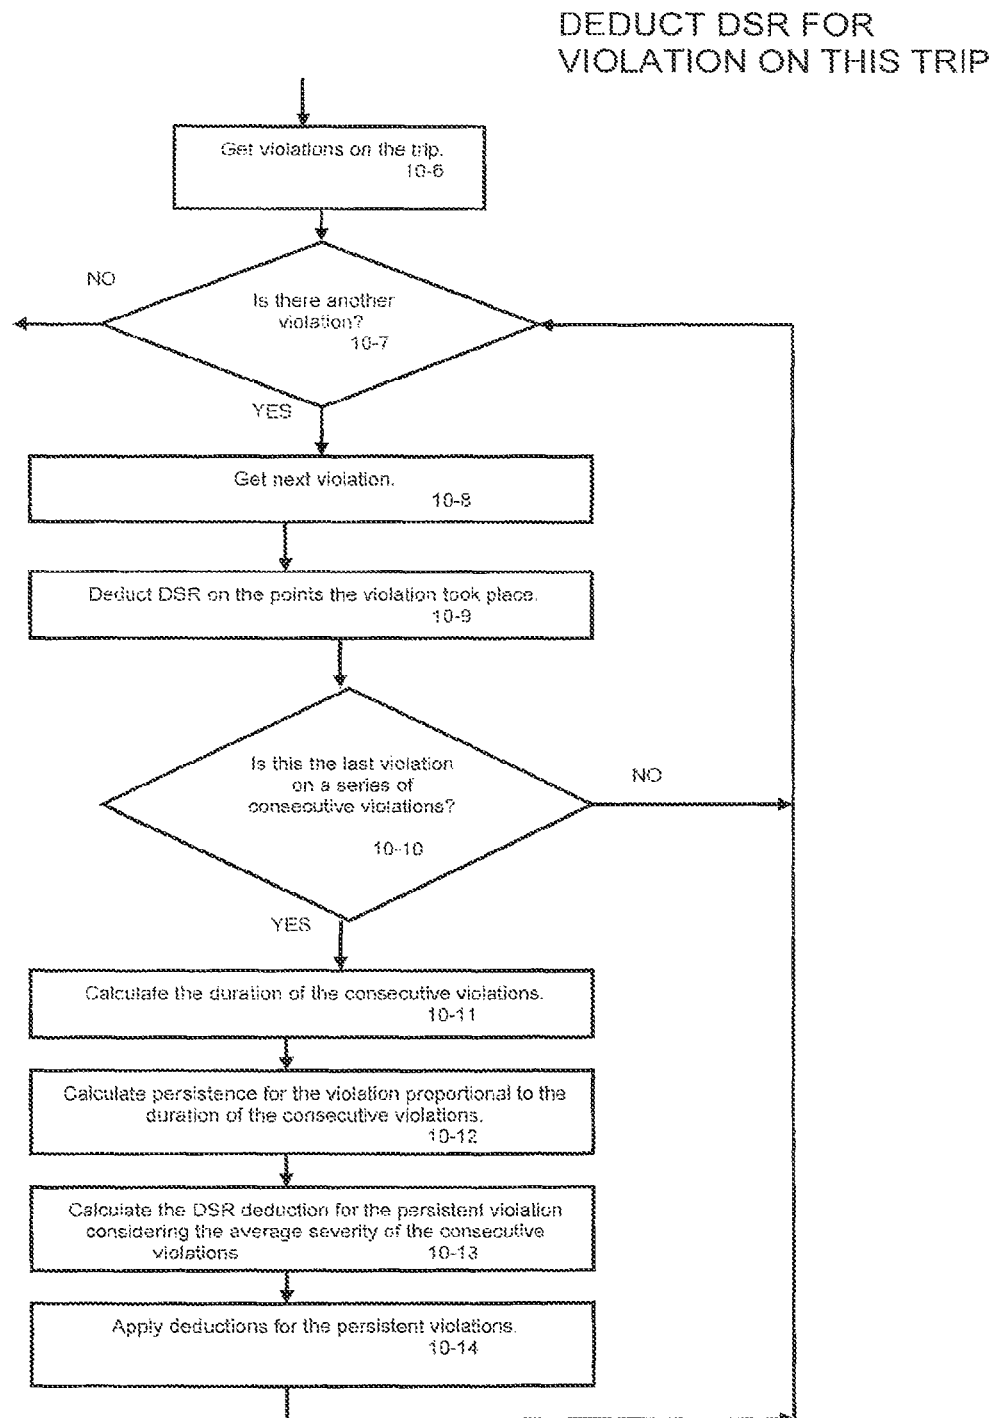 DEDUCT DSR FOR
VIOLATION ON THIS TRIP
Get violations on the trip.
10-6
NO
Is there another
violation?
10-7
YES
Get next violation.
10-8
Deduct DSR on the points the violation took place.
10-9
Is this the last violation
on a series of
consecutive violations?
NO
10-10
YES
Calculate the duration of the consecutive violations.
10-11
Calculate persistence for the violation proportional to the
duration of the consecutive violations.
10-12
Calculate the DSR deduction for the persistent violation
considering the average severity of the consecutive
violations 10-13
Apply deductions for the persistent violations.
10-14